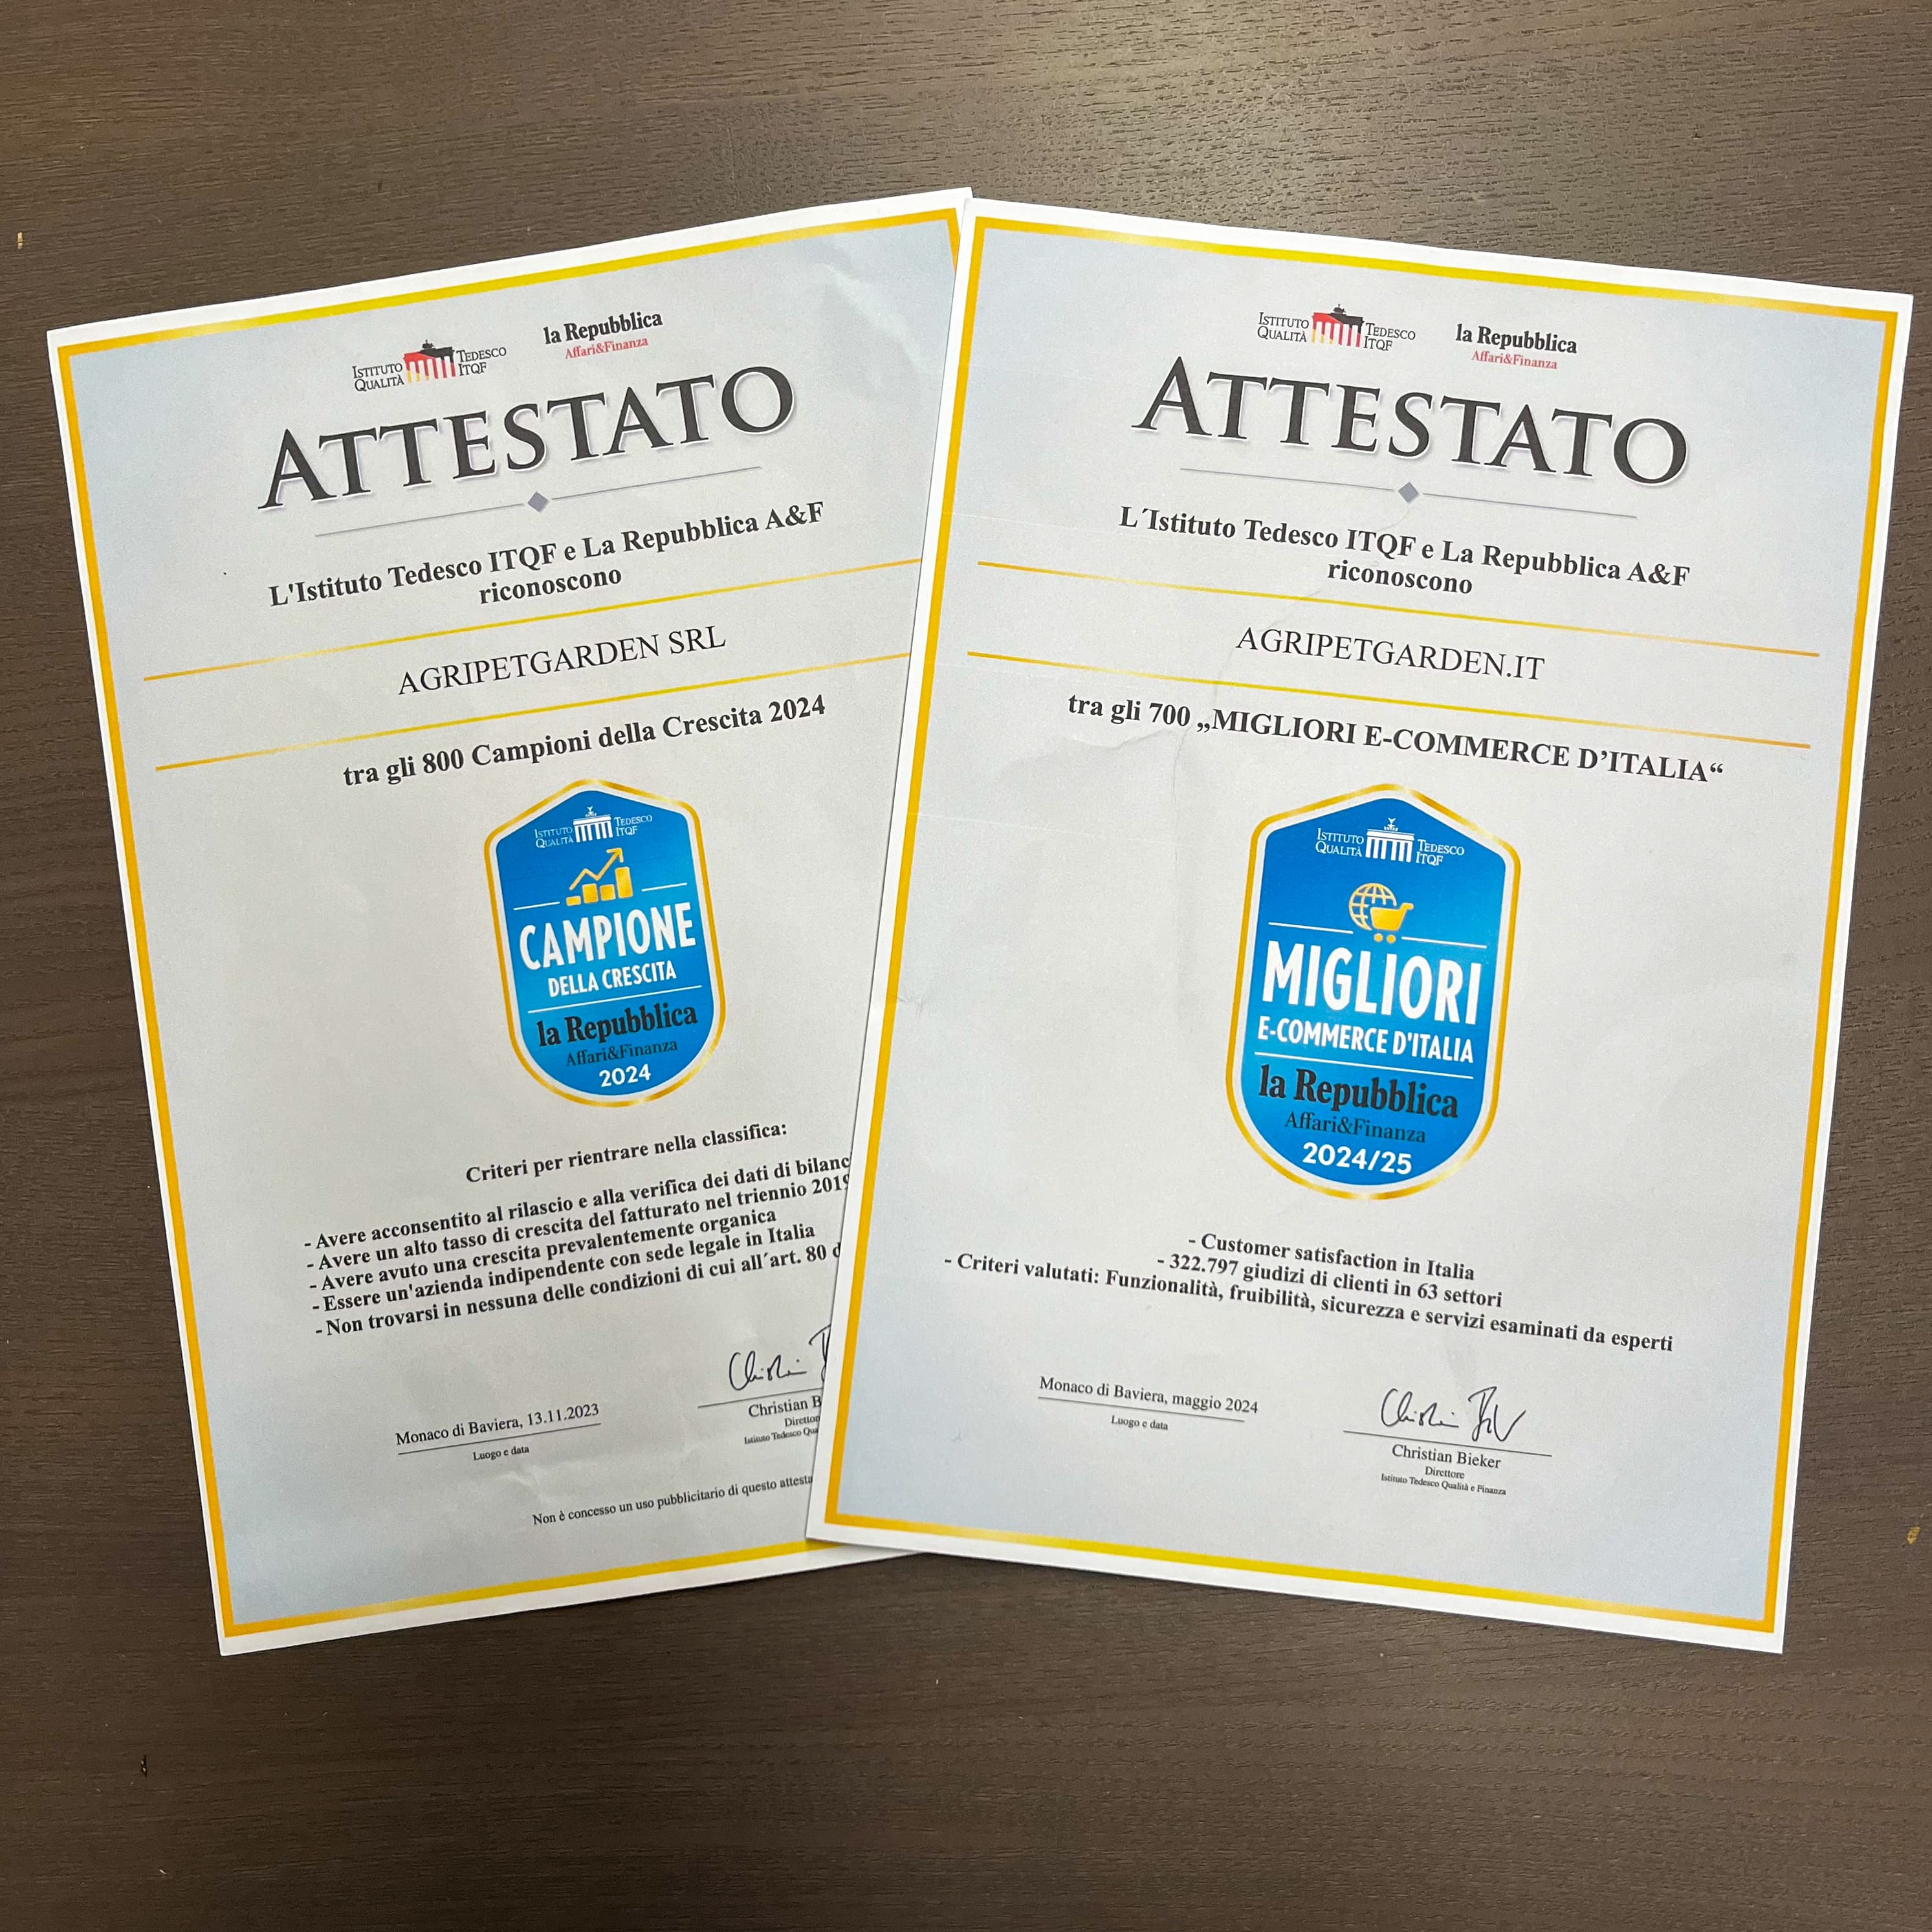 ISTITUTO TEDESCO
QUALITÀ ITQF
la Repubblica
Affari&Finanza
ATTESTATO
L'Istituto Tedesco ITQF e La Repubblica A&F
riconoscono
AGRIPETGARDEN SRL
tra gli 800 Campioni della Crescita 2024
ISTITUTO TEDESCO
QUALITÀ ITQF
CAMPIONE
DELLA CRESCITA
la Repubblica
Affari&Finanza
2024
Criteri per rientrare nella classifica:
- Avere acconsentito al rilascio e alla verifica dei dati di bilanc
- Avere un alto tasso di crescita del fatturato nel triennio 2019
- Avere avuto una crescita prevalentemente organica
- Essere un'azienda indipendente con sede legale in Italia
- Non trovarsi in nessuna delle condizioni di cui all´art. 80 d
Monaco di Baviera, 13.11.2023
Luogo e data
Christian B
Direttor
Istituto Tedesco Qua
Non è concesso un uso pubblicitario di questo attesta
ISTITUTO TEDESCO
QUALITÀ ITQF
la Repubblica
Affari&Finanza
ATTESTATO
L´Istituto Tedesco ITQF e La Repubblica A&F
riconoscono
AGRIPETGARDEN.IT
tra gli 700 „MIGLIORI E-COMMERCE D’ITALIA“
ISTITUTO TEDESCO
QUALITÀ ITQF
MIGLIORI
E-COMMERCE D'ITALIA
la Repubblica
Affari&Finanza
2024/25
- Customer satisfaction in Italia
- 322.797 giudizi di clienti in 63 settori
- Criteri valutati: Funzionalità, fruibilità, sicurezza e servizi esaminati da esperti
Monaco di Baviera, maggio 2024
Luogo e data
Christian Bieker
Direttore
Istituto Tedesco Qualità e Finanza